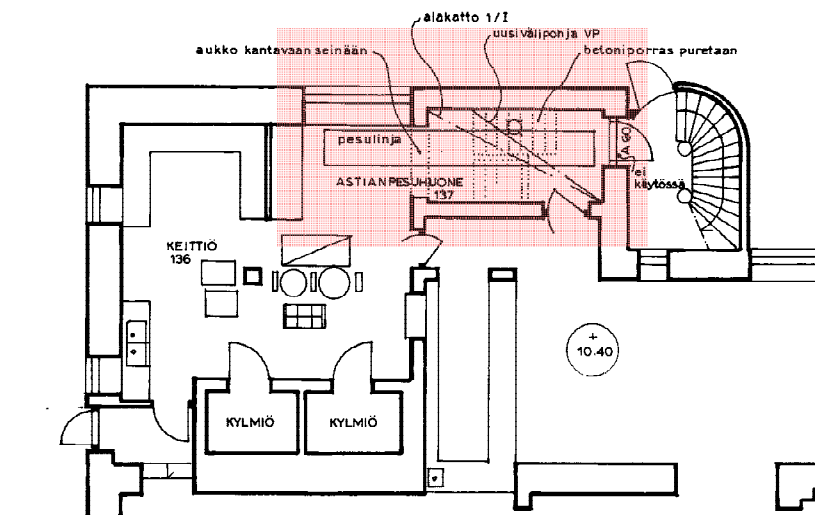 alakatto 1/I
uusi välipohja VP
aukko kantavaan seinään
betoniporras puretaan
pesulinja
A 60
ei
käytössä
ASTIANPESUHUONE
137
KEITTIÖ
136
10.40
KYLMIÖ
KYLMIÖ